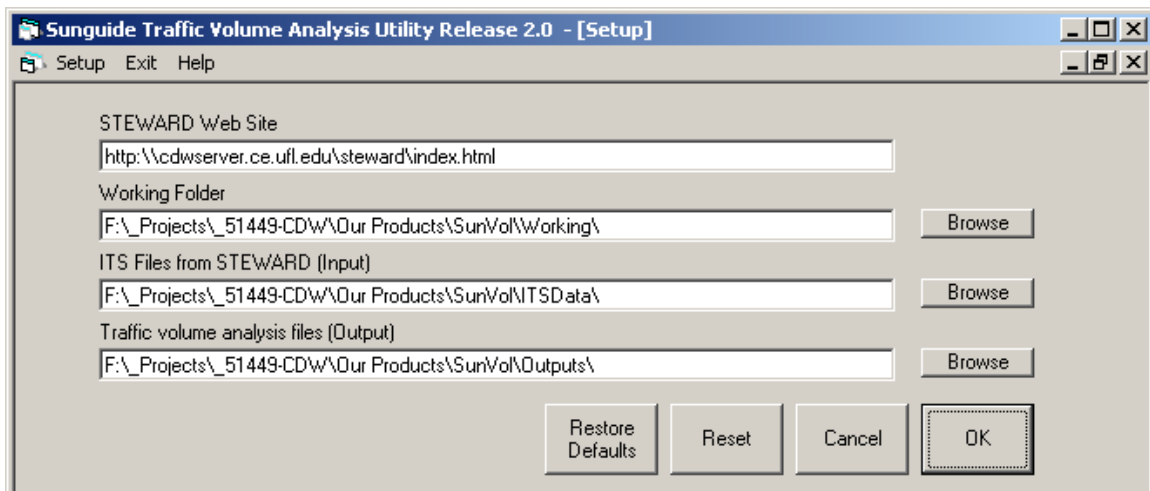 Sunguide Traffic Volume Analysis Utility Release 2.0 - [Setup]
Setup Exit Help
STEWARD Web Site
http:\\cdwserver.ce.ufl.edu\steward\index.html
Working Folder
F:\_Projects\_51449-CDW\Our Products\SunVol\Working\
Browse
ITS Files from STEWARD (Input)
F:\_Projects\_51449-CDW\Our Products\SunVol\ITSData\
Browse
Traffic volume analysis files (Output)
F:\_Projects\_51449-CDW\Our Products\SunVol\Outputs\
Browse
Restore
Defaults
Reset
Cancel
OK